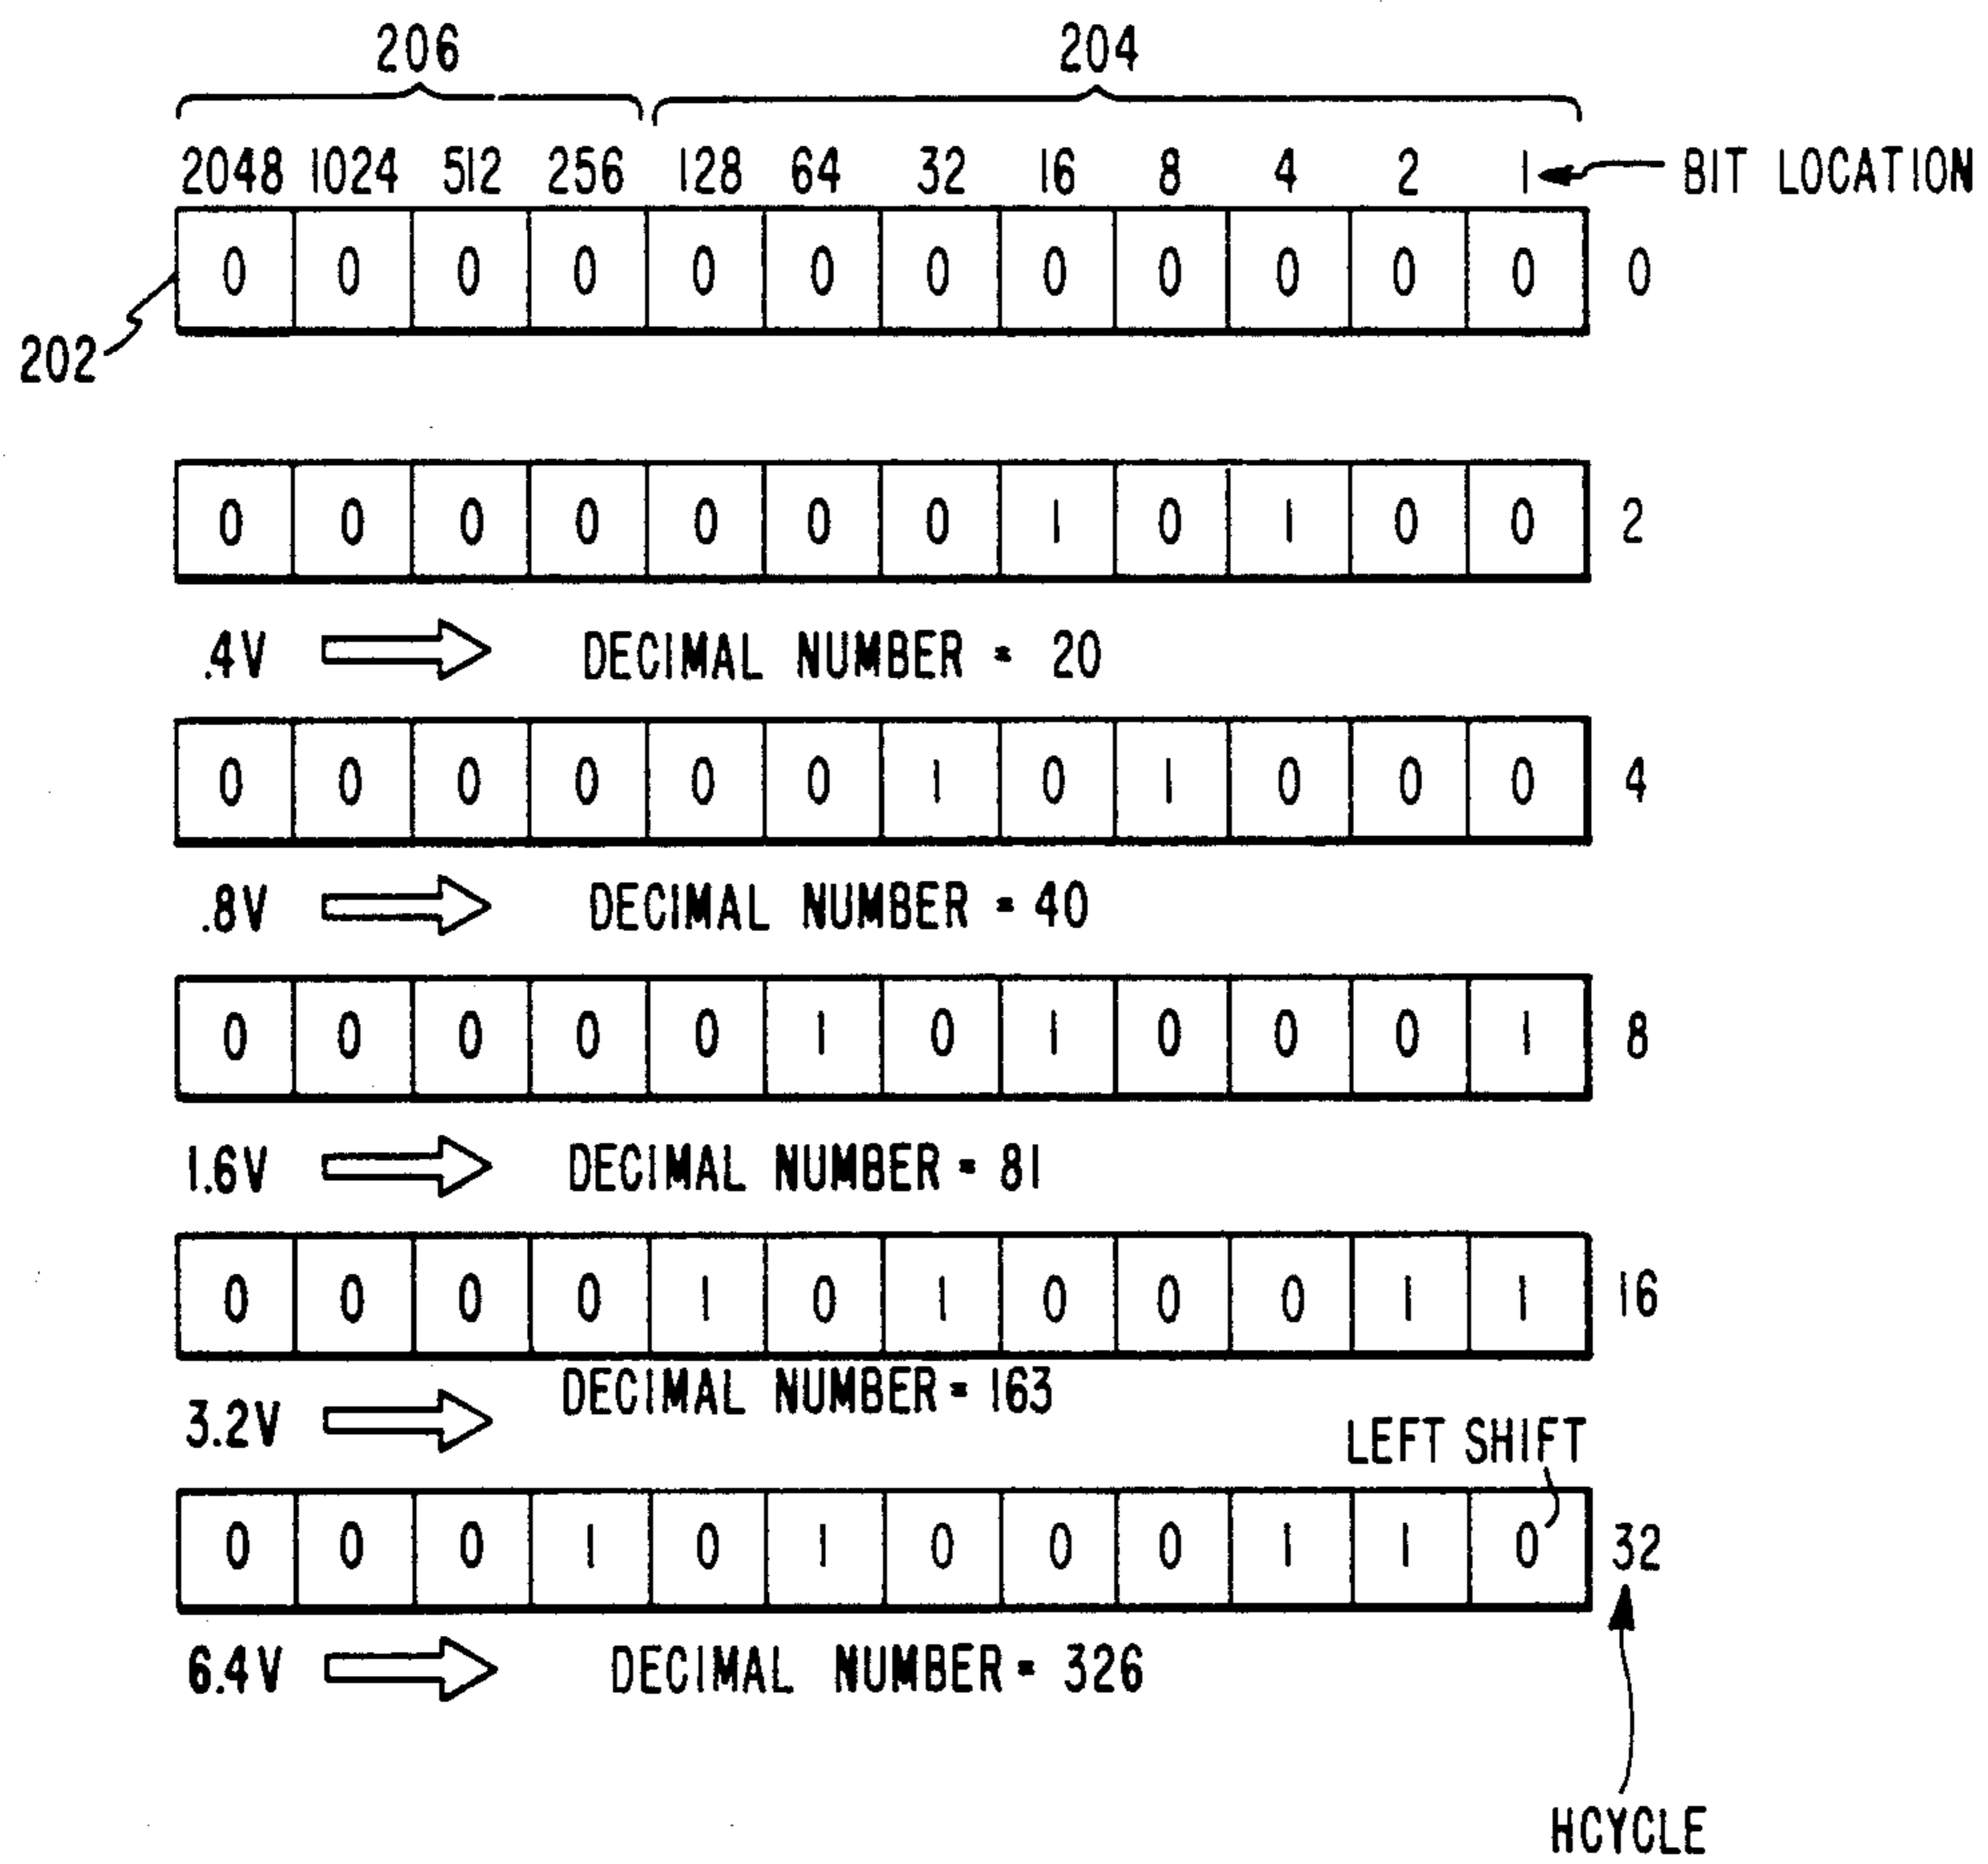 206 204
2048 1024 512 256 128 64 32 16 8 4 2 1 BIT LOCATION
0 0 0 0 0 0 0 0 0 0 0 0 0
202
0 0 0 0 0 0 0 1 0 1 0 0 2
.4V DECIMAL NUMBER = 20
0 0 0 0 0 0 1 0 1 0 0 0 4
.8V DECIMAL NUMBER = 40
0 0 0 0 0 1 0 1 0 0 0 1 8
1.6V DECIMAL NUMBER = 81
0 0 0 0 1 0 1 0 0 0 1 1 16
3.2V DECIMAL NUMBER = 163
LEFT SHIFT
0 0 0 1 0 1 0 0 0 1 1 0 32
6.4V DECIMAL NUMBER = 326
HCYCLE